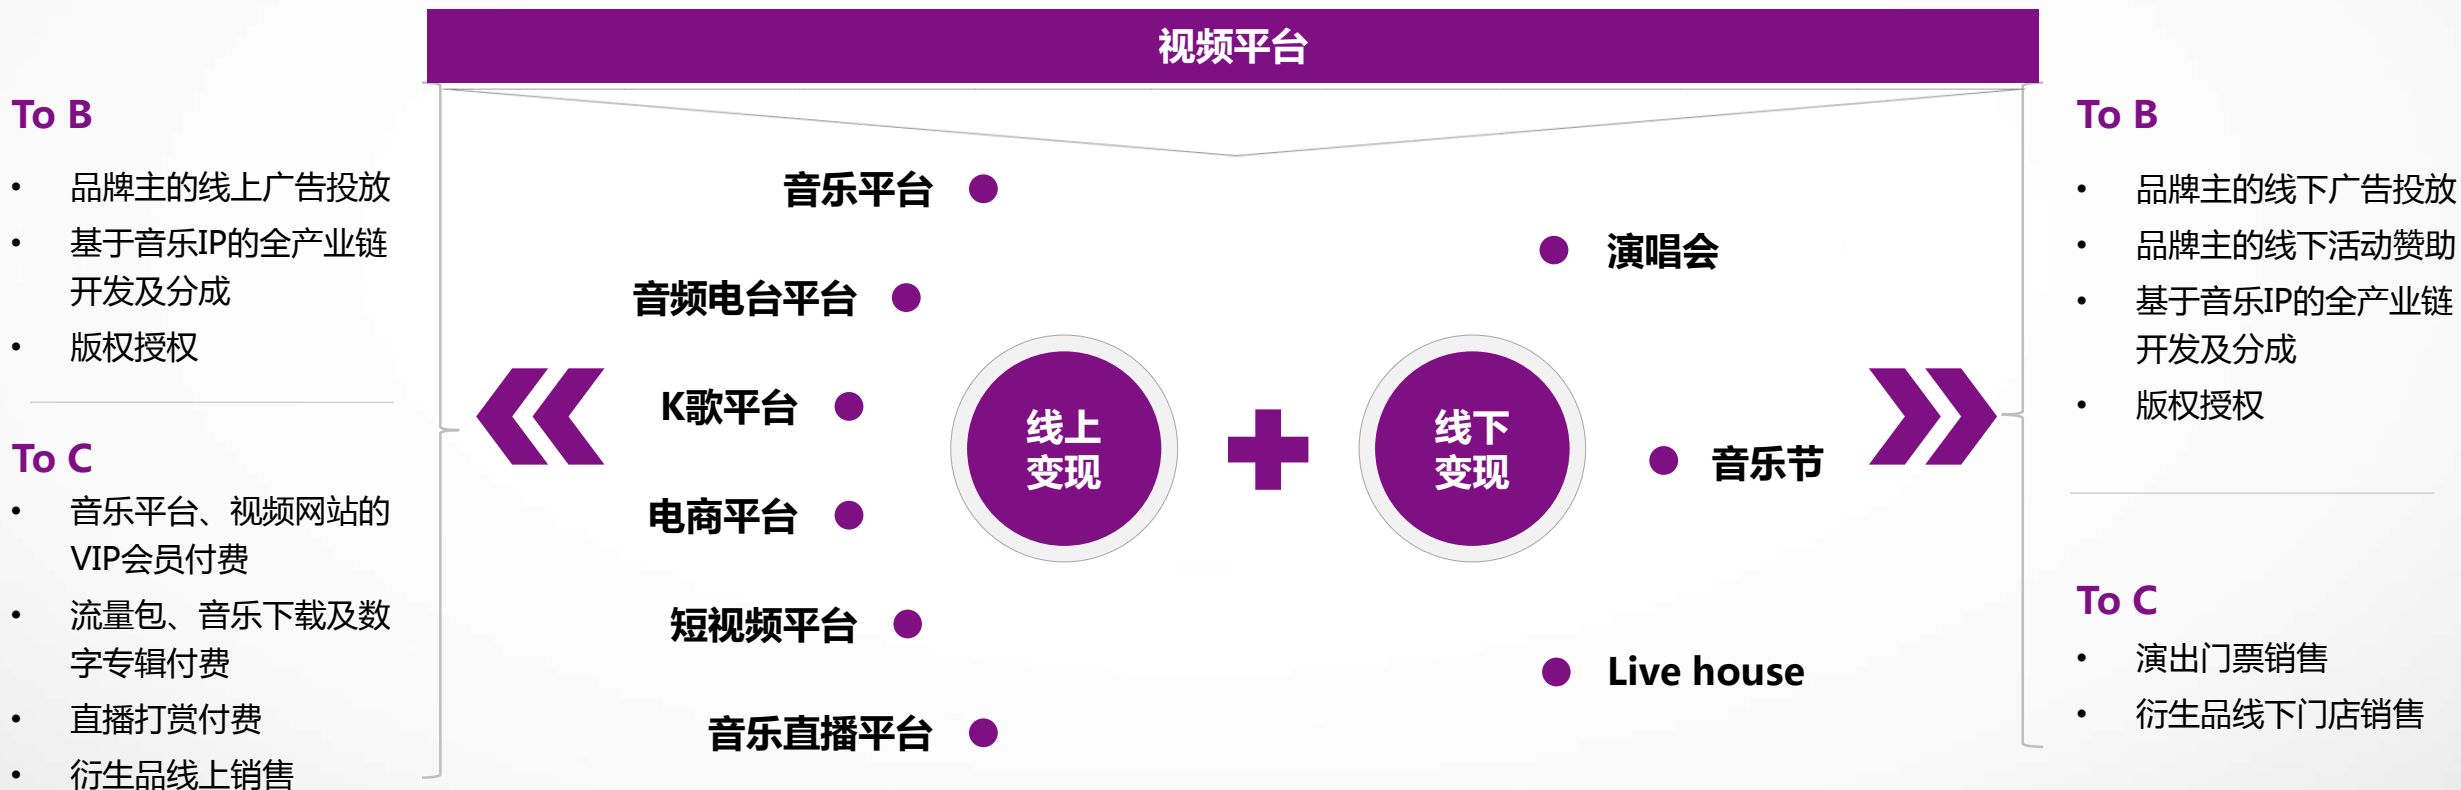 视频平台
To B
• 品牌主的线上广告投放
• 基于音乐IP的全产业链
开发及分成
• 版权授权
To C
• 音乐平台、视频网站的
VIP会员付费
• 流量包、音乐下载及数
字专辑付费
• 直播打赏付费
• 衍生品线上销售
音乐平台
音频电台平台
K歌平台
电商平台
短视频平台
音乐直播平台
线上
变现
线下
变现
演唱会
音乐节
Live house
To B
• 品牌主的线下广告投放
• 品牌主的线下活动赞助
• 基于音乐IP的全产业链
开发及分成
• 版权授权
To C
• 演出门票销售
• 衍生品线下门店销售